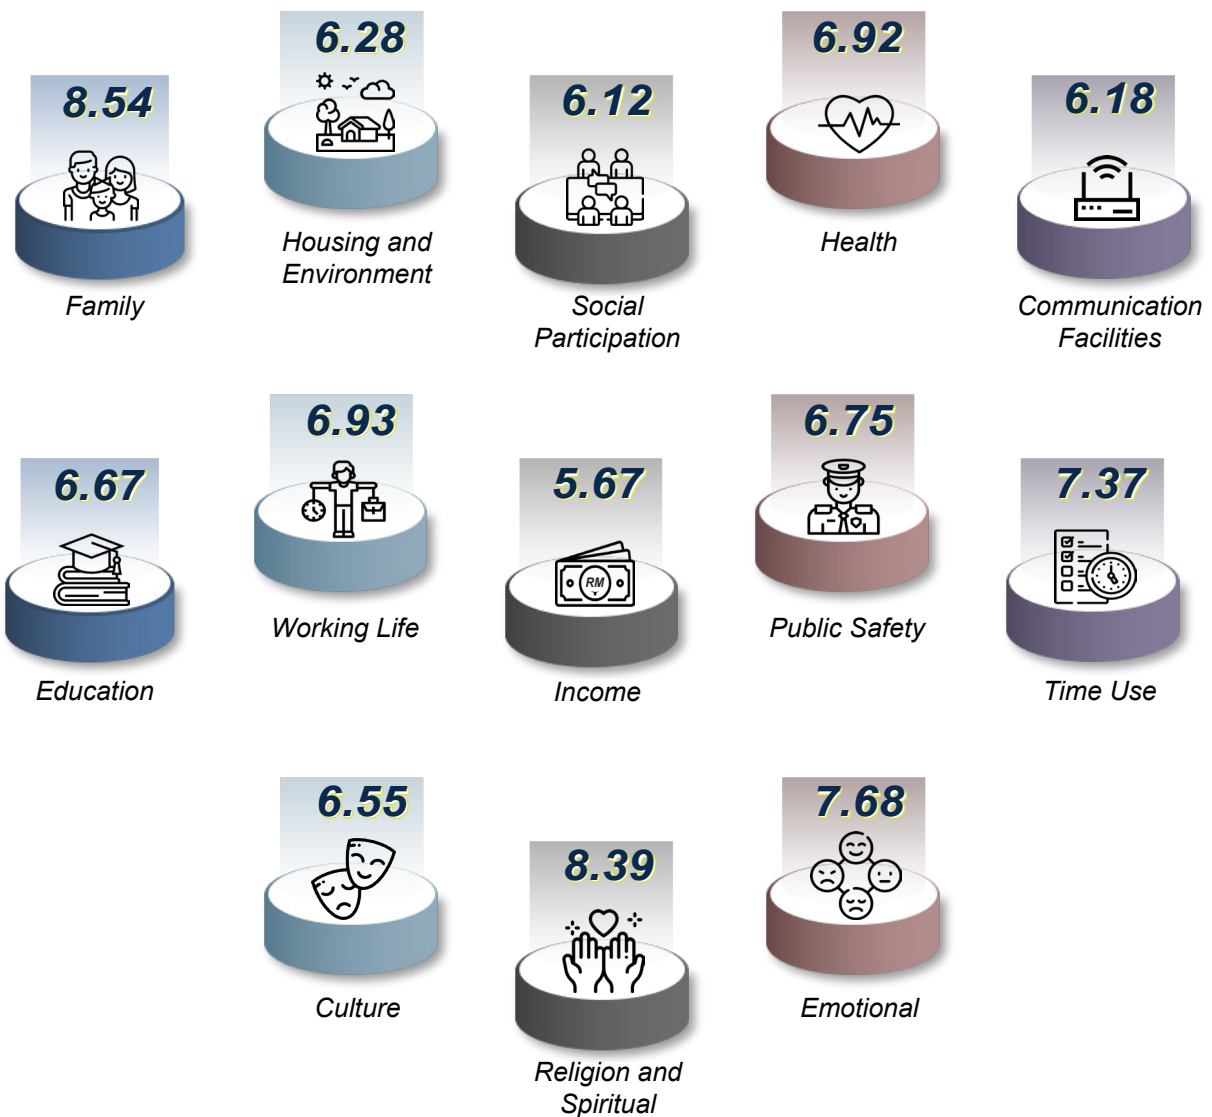 8.54
Family
6.28
Housing and
Environment
6.12
Social
Participation
6.92
Health
6.18
Communication
Facilities
6.67
Education
6.93
Working Life
5.67
RM
Income
6.75
Public Safety
7.37
Time Use
6.55
Culture
8.39
Religion and
Spiritual
7.68
Emotional